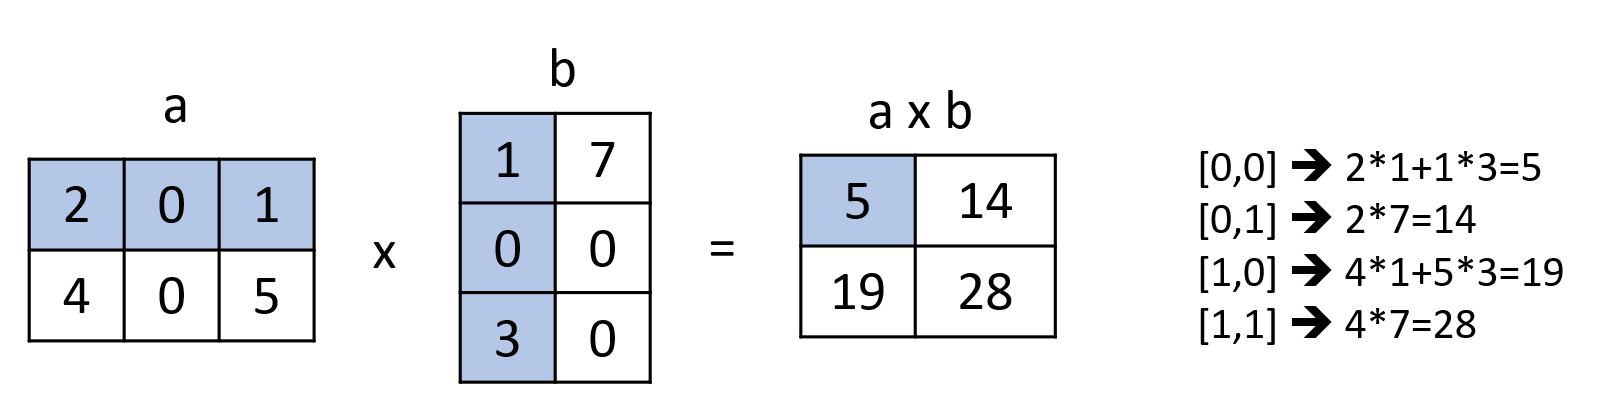 a
2 0 1
4 0 5
x
b
1 7
0 0
3 0
=
a x b
5 14
19 28
[0,0] 🡺 2*1+1*3=5
[0,1] 🡺 2*7=14
[1,0] 🡺 4*1+5*3=19
[1,1] 🡺 4*7=28